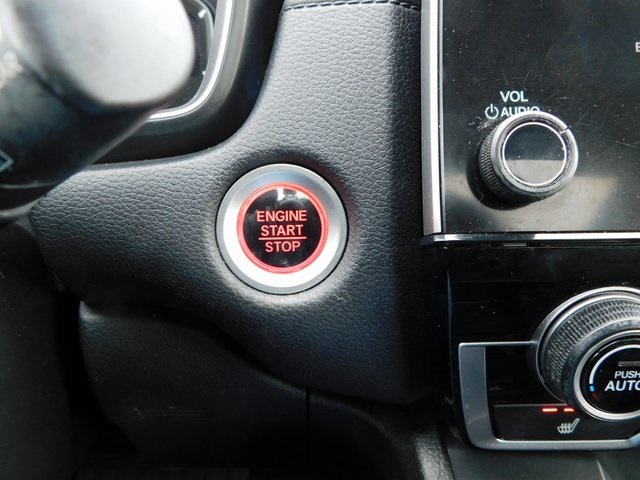 VOL
AUDIO
ENGINE
START
STOP
PUSH
AUTO